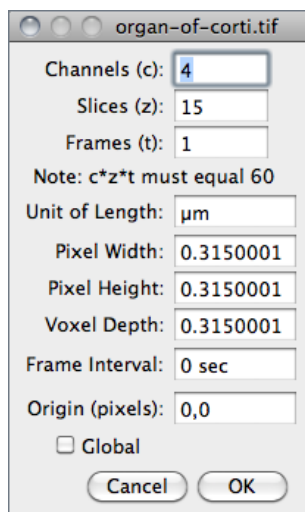 organ-of-corti.tif
Channels (c): 4
Slices (z): 15
Frames (t): 1
Note: c*z*t must equal 60
Unit of Length: µm
Pixel Width: 0.3150001
Pixel Height: 0.3150001
Voxel Depth: 0.3150001
Frame Interval: 0 sec
Origin (pixels): 0,0
Global
Cancel OK